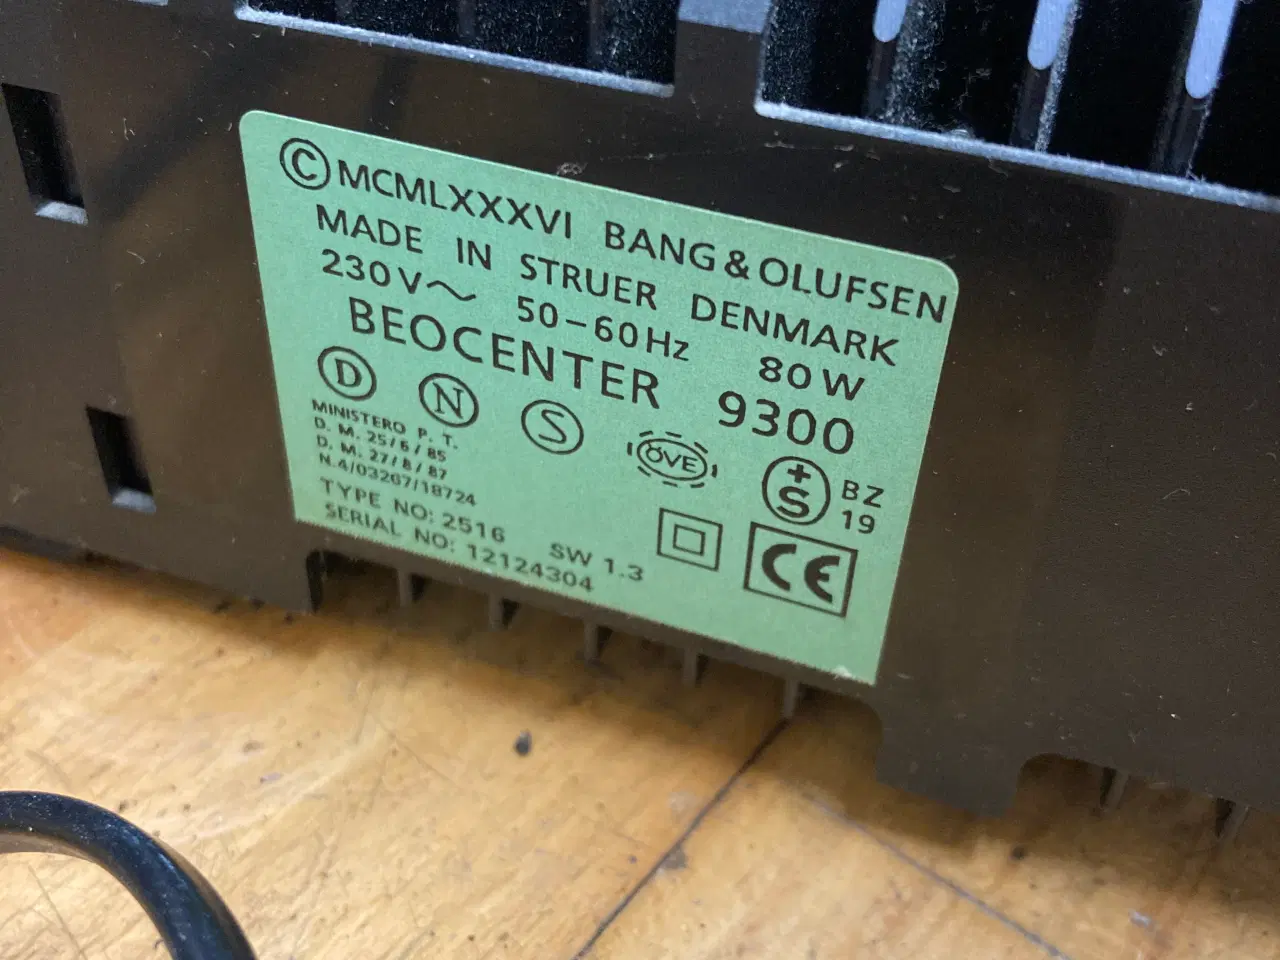 © MCMLXXXVI BANG & OLUFSEN
MADE IN STRUER DENMARK
230V~ 50-60Hz 80W
BEOCENTER 9300
D N S ÖVE +S BZ 19
MINISTERO P. T.
D. M. 25/6/85
D. M. 27/8/87
N.4/03267/18724
TYPE NO: 2516 SW 1.3
SERIAL NO: 12124304
CE